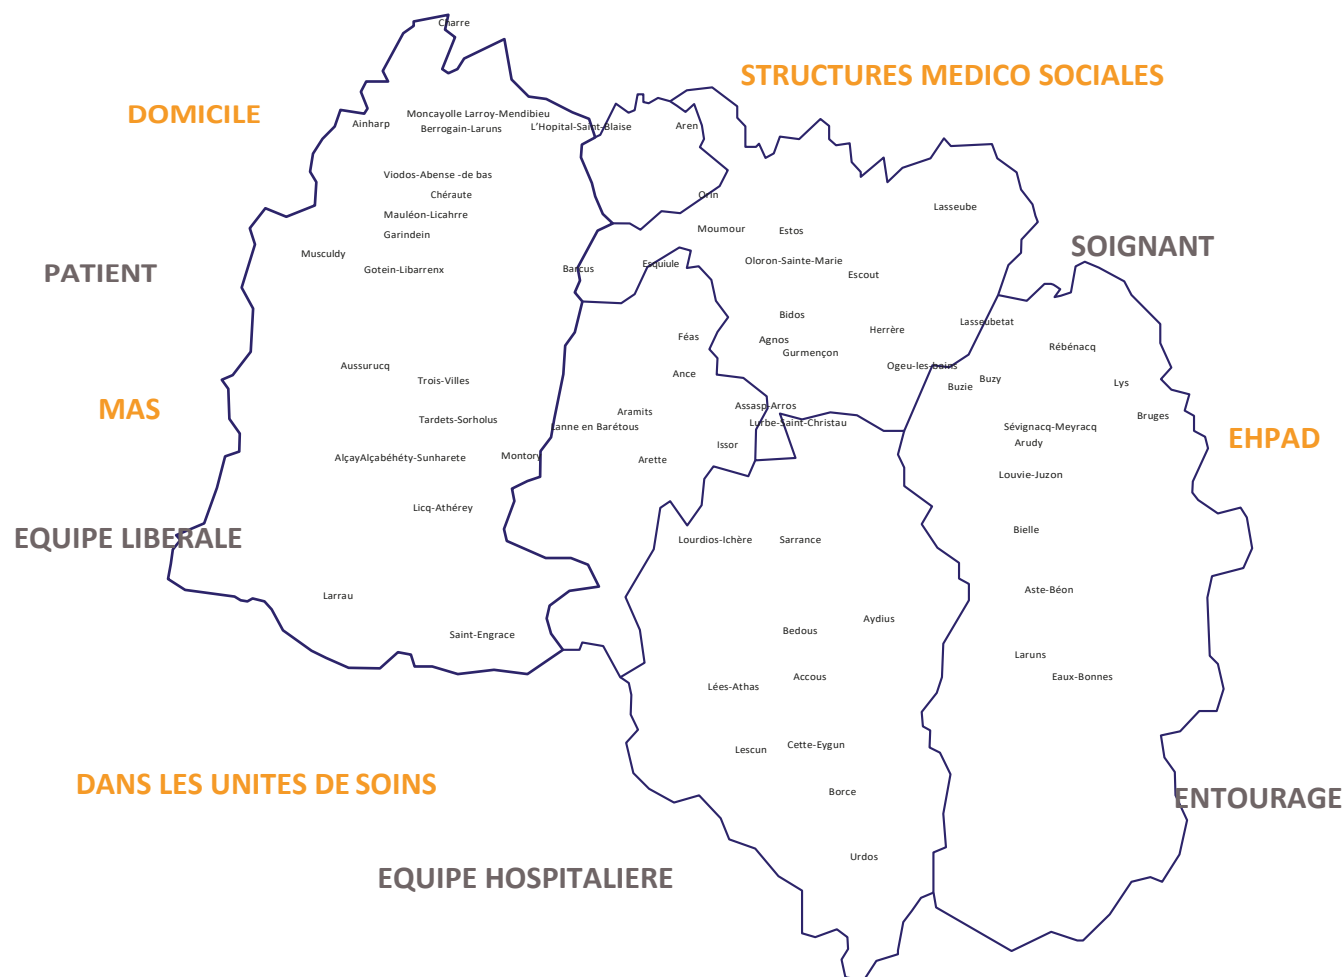 Charre
STRUCTURES MEDICO SOCIALES
DOMICILE
Moncayolle Larroy-Mendibieu
Ainharp
Berrogain-Laruns
L'Hopital-Saint-Blaise
Aren
Viodos-Abense -de bas
Chéraute
Orin
Lasseube
Mauléon-Licahrre
Moumour
Estos
Garindein
SOIGNANT
Musculdy
Oloron-Sainte-Marie
Esquiule
Barcus
Gotein-Libarrenx
Escout
PATIENT
Bidos
Lasseubetat
Herrère
Féas
Agnos
Rébénacq
Gurmençon
Aussurucq
Ogeu-les-bains
Ance
Trois-Villes
Buzy
Buzie
Lys
MAS
Assasp-Arros
Aramits
Bruges
Tardets-Sorholus
Lurbe-Saint-Christau
Lanne en Barétous
Sévignacq-Meyracq
EHPAD
Issor
Arudy
AlçayAlçabéhéty-Sunharete
Montory
Arette
Louvie-Juzon
Licq-Athérey
Bielle
EQUIPE LIBERALE
Lourdios-Ichère
Sarrance
Aste-Béon
Larrau
Aydius
Saint-Engrace
Bedous
Laruns
Accous
Eaux-Bonnes
Lées-Athas
Cette-Eygun
Lescun
DANS LES UNITES DE SOINS
Borce
ENTOURAGE
Urdos
EQUIPE HOSPITALIERE